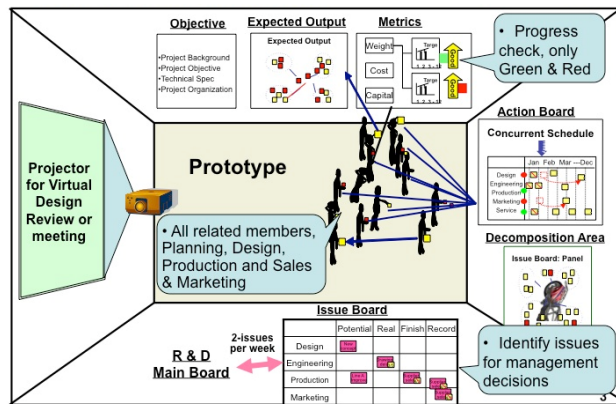 Objective
Expected Output
Metrics
•Project Background
•Project Objective
•Technical Spec
•Project Organization
Expected Output
Weight
Cost
Capital
Good
Good
• Progress
check, only
Green & Red
Action Board
Concurrent Schedule
Jan Feb Mar ---Dec
Design
Engineering
Production
Marketing
Service
Projector
for Virtual
Design
Review or
meeting
Prototype
• All related members,
Planning, Design,
Production and Sales
& Marketing
Decomposition Area
Issue Board: Panel
• Identify issues
for management
decisions
Issue Board
Potential Real Finish Record
Design
Engineering
Production
Marketing
2-issues
per week
R & D
Main Board